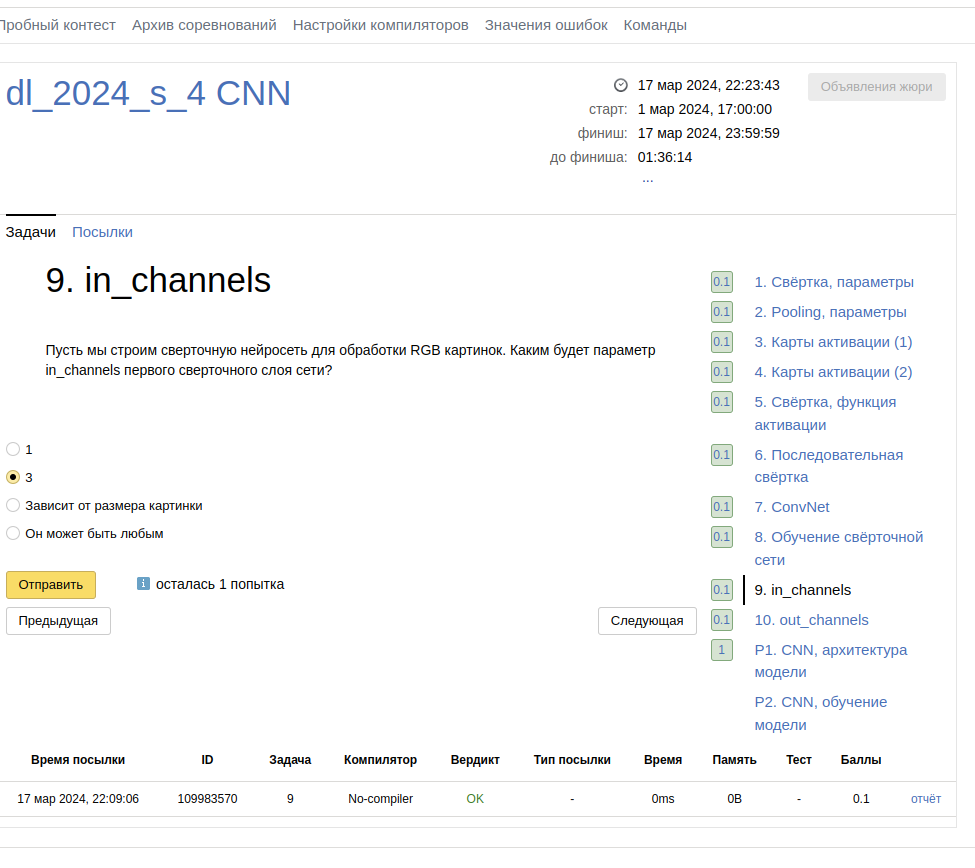 Пробный контест Архив соревнований Настройки компиляторов Значения ошибок Команды
dl_2024_s_4 CNN
17 мар 2024, 22:23:43
старт: 1 мар 2024, 17:00:00
финиш: 17 мар 2024, 23:59:59
до финиша: 01:36:14
...
Объявления жюри
Задачи Посылки
9. in_channels
Пусть мы строим сверточную нейросеть для обработки RGB картинок. Каким будет параметр
in_channels первого сверточного слоя сети?
1
3
Зависит от размера картинки
Он может быть любым
Отправить
i осталась 1 попытка
Предыдущая
Следующая
0.1 1. Свёртка, параметры
0.1 2. Pooling, параметры
0.1 3. Карты активации (1)
0.1 4. Карты активации (2)
0.1 5. Свёртка, функция
активации
0.1 6. Последовательная
свёртка
0.1 7. ConvNet
0.1 8. Обучение свёрточной
сети
0.1 9. in_channels
0.1 10. out_channels
1 P1. CNN, архитектура
модели
P2. CNN, обучение
модели
Время посылки ID Задача Компилятор Вердикт Тип посылки Время Память Тест Баллы
17 мар 2024, 22:09:06 109983570 9 No-compiler OK - 0ms 0B - 0.1 отчёт